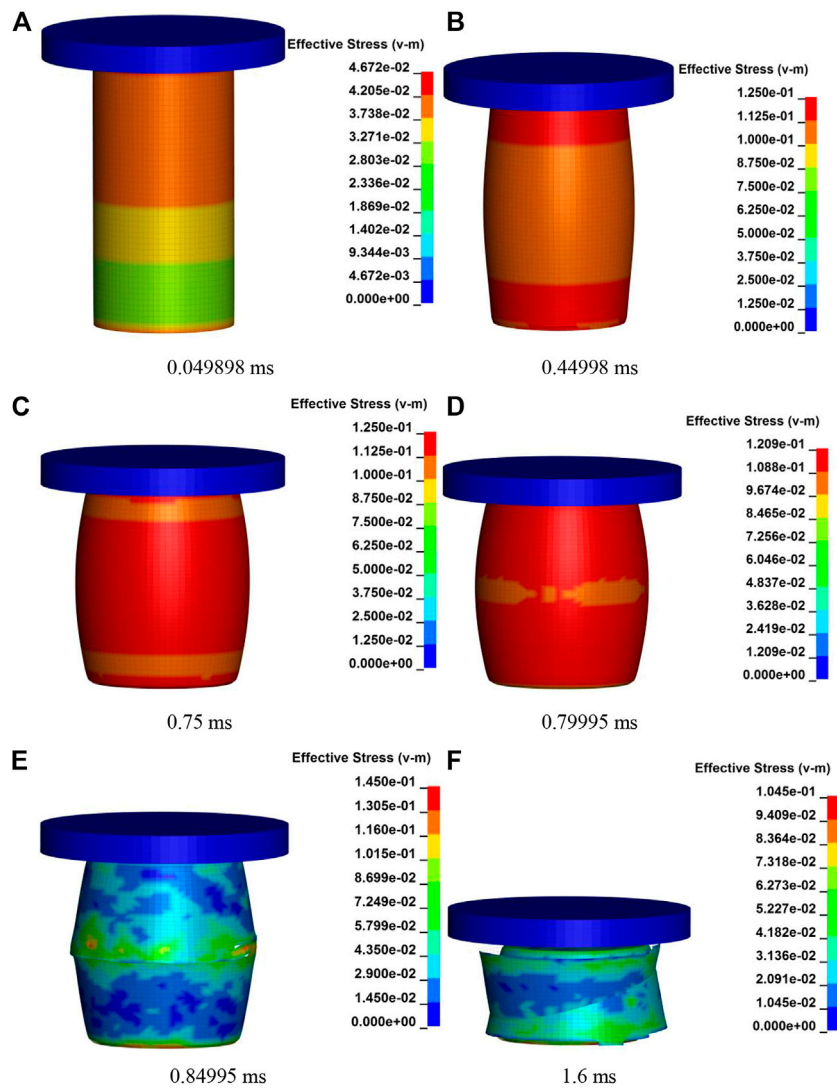 A
Effective Stress (v-m)
4.672e-02
4.205e-02
3.738e-02
3.271e-02
2.803e-02
2.336e-02
1.869e-02
1.402e-02
9.344e-03
4.672e-03
0.000e+00
0.049898 ms
B
Effective Stress (v-m)
1.250e-01
1.125e-01
1.000e-01
8.750e-02
7.500e-02
6.250e-02
5.000e-02
3.750e-02
2.500e-02
1.250e-02
0.000e+00
0.44998 ms
C
Effective Stress (v-m)
1.250e-01
1.125e-01
1.000e-01
8.750e-02
7.500e-02
6.250e-02
5.000e-02
3.750e-02
2.500e-02
1.250e-02
0.000e+00
0.75 ms
D
Effective Stress (v-m)
1.209e-01
1.088e-01
9.674e-02
8.465e-02
7.256e-02
6.046e-02
4.837e-02
3.628e-02
2.419e-02
1.209e-02
0.000e+00
0.79995 ms
E
Effective Stress (v-m)
1.450e-01
1.305e-01
1.160e-01
1.015e-01
8.699e-02
7.249e-02
5.799e-02
4.350e-02
2.900e-02
1.450e-02
0.000e+00
0.84995 ms
F
Effective Stress (v-m)
1.045e-01
9.409e-02
8.364e-02
7.318e-02
6.273e-02
5.227e-02
4.182e-02
3.136e-02
2.091e-02
1.045e-02
0.000e+00
1.6 ms